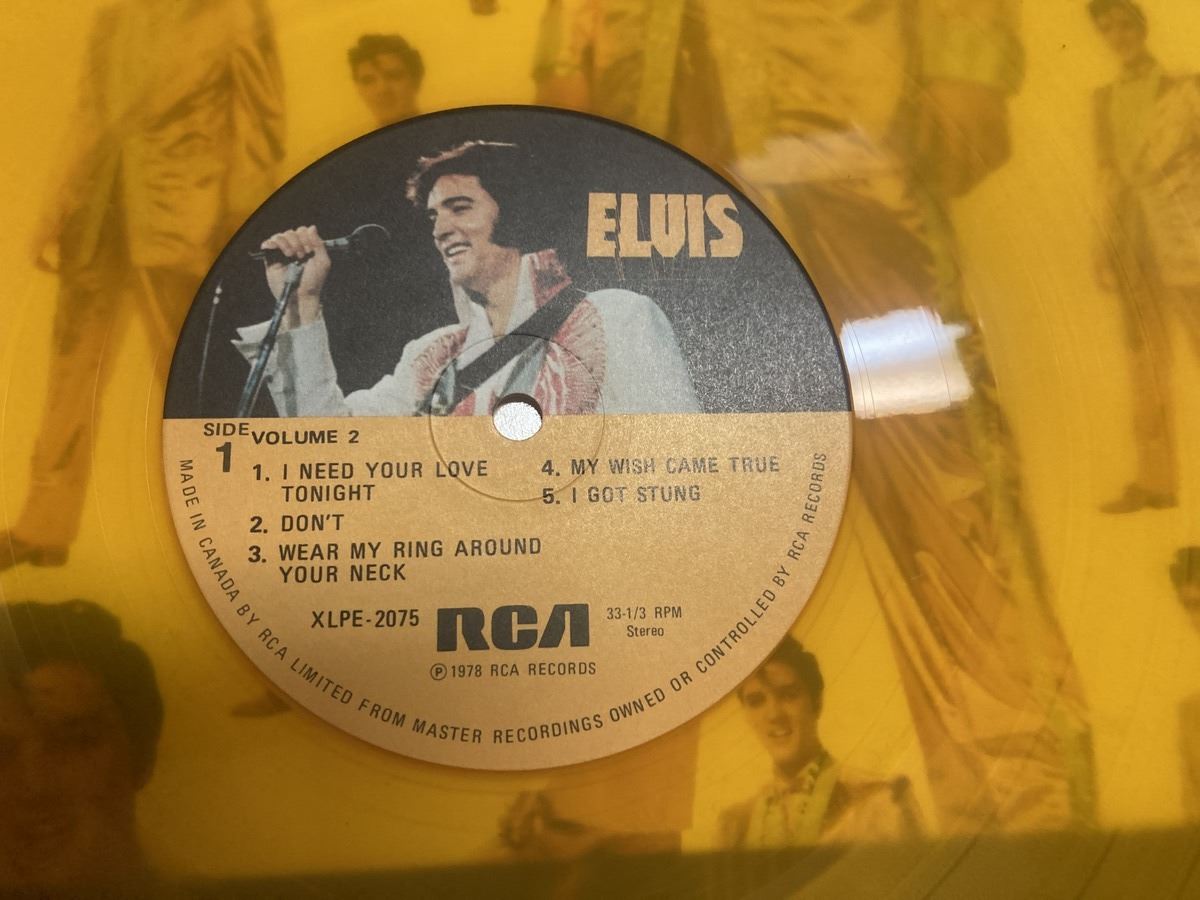 ELVIS
SIDE 1
VOLUME 2
1. I NEED YOUR LOVE
TONIGHT
2. DON'T
3. WEAR MY RING AROUND
YOUR NECK
4. MY WISH CAME TRUE
5. I GOT STUNG
XLPE-2075
RCA
33-1/3 RPM
Stereo
℗ 1978 RCA RECORDS
MADE IN CANADA BY RCA LIMITED FROM MASTER RECORDINGS OWNED OR CONTROLLED BY RCA RECORDS